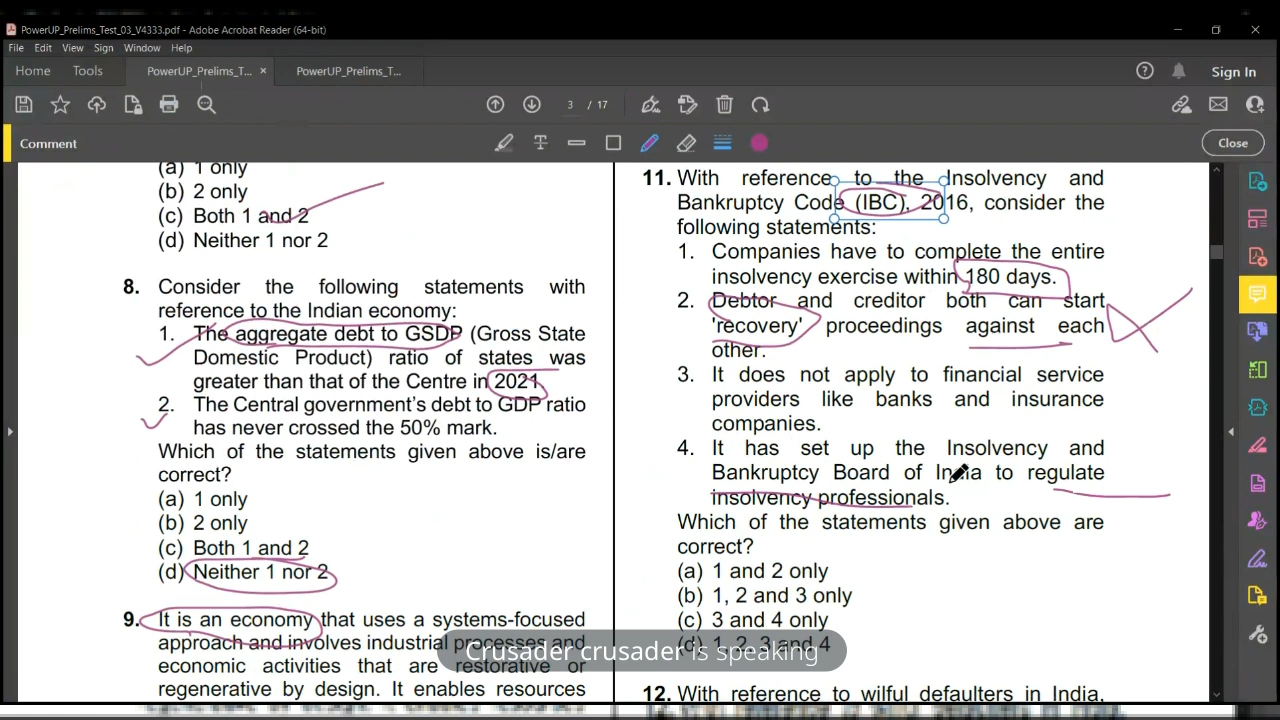 PowerUP_Prelims_Test_03_V4333.pdf - Adobe Acrobat Reader (64-bit)
File Edit View Sign Window Help
Home Tools PowerUP_Prelims_T... × PowerUP_Prelims_T... Sign In
3 / 17
Comment Close
(a) 1 only
(b) 2 only
(c) Both 1 and 2
(d) Neither 1 nor 2
8. Consider the following statements with
reference to the Indian economy:
1. The aggregate debt to GSDP (Gross State
Domestic Product) ratio of states was
greater than that of the Centre in 2021.
2. The Central government's debt to GDP ratio
has never crossed the 50% mark.
Which of the statements given above is/are
correct?
(a) 1 only
(b) 2 only
(c) Both 1 and 2
(d) Neither 1 nor 2
9. It is an economy that uses a systems-focused
approach and involves industrial processes and
economic activities that are restorative or
regenerative by design. It enables resources
11. With reference to the Insolvency and
Bankruptcy Code (IBC), 2016, consider the
following statements:
1. Companies have to complete the entire
insolvency exercise within 180 days.
2. Debtor and creditor both can start
'recovery' proceedings against each
other.
3. It does not apply to financial service
providers like banks and insurance
companies.
4. It has set up the Insolvency and
Bankruptcy Board of India to regulate
insolvency professionals.
Which of the statements given above are
correct?
(a) 1 and 2 only
(b) 1, 2 and 3 only
(c) 3 and 4 only
(d) 1, 2, 3 and 4
12. With reference to wilful defaulters in India,
Crusader crusader is speaking